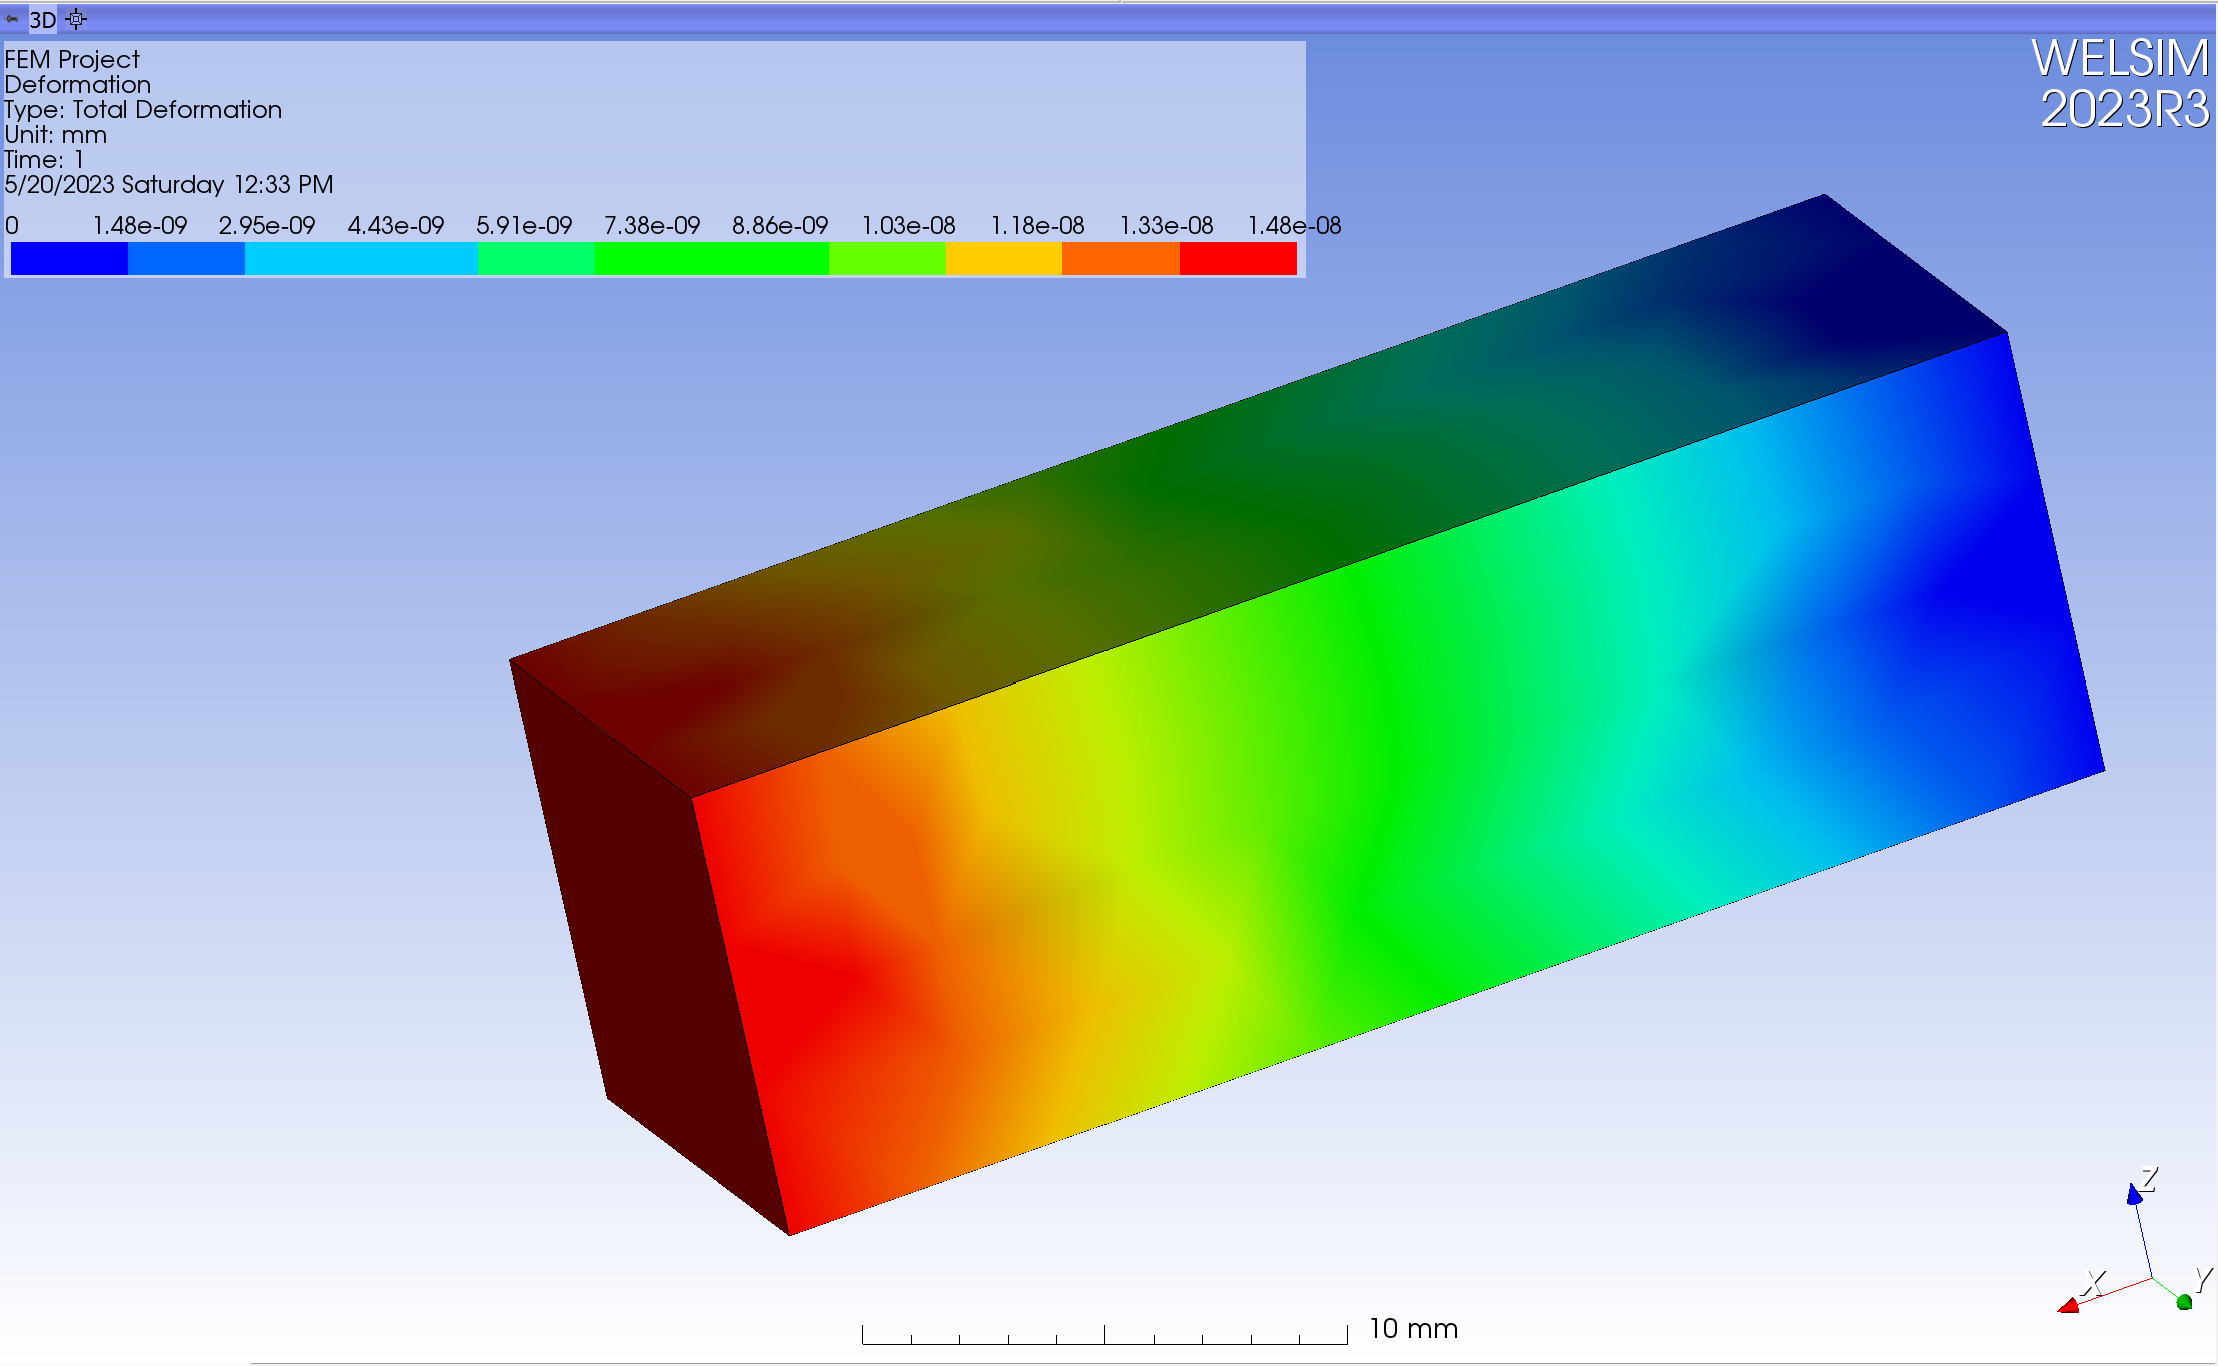 3D
FEM Project
Deformation
Type: Total Deformation
Unit: mm
Time: 1
5/20/2023 Saturday 12:33 PM
0 1.48e-09 2.95e-09 4.43e-09 5.91e-09 7.38e-09 8.86e-09 1.03e-08 1.18e-08 1.33e-08 1.48e-08
WELSIM
2023R3
Z
X Y
10 mm